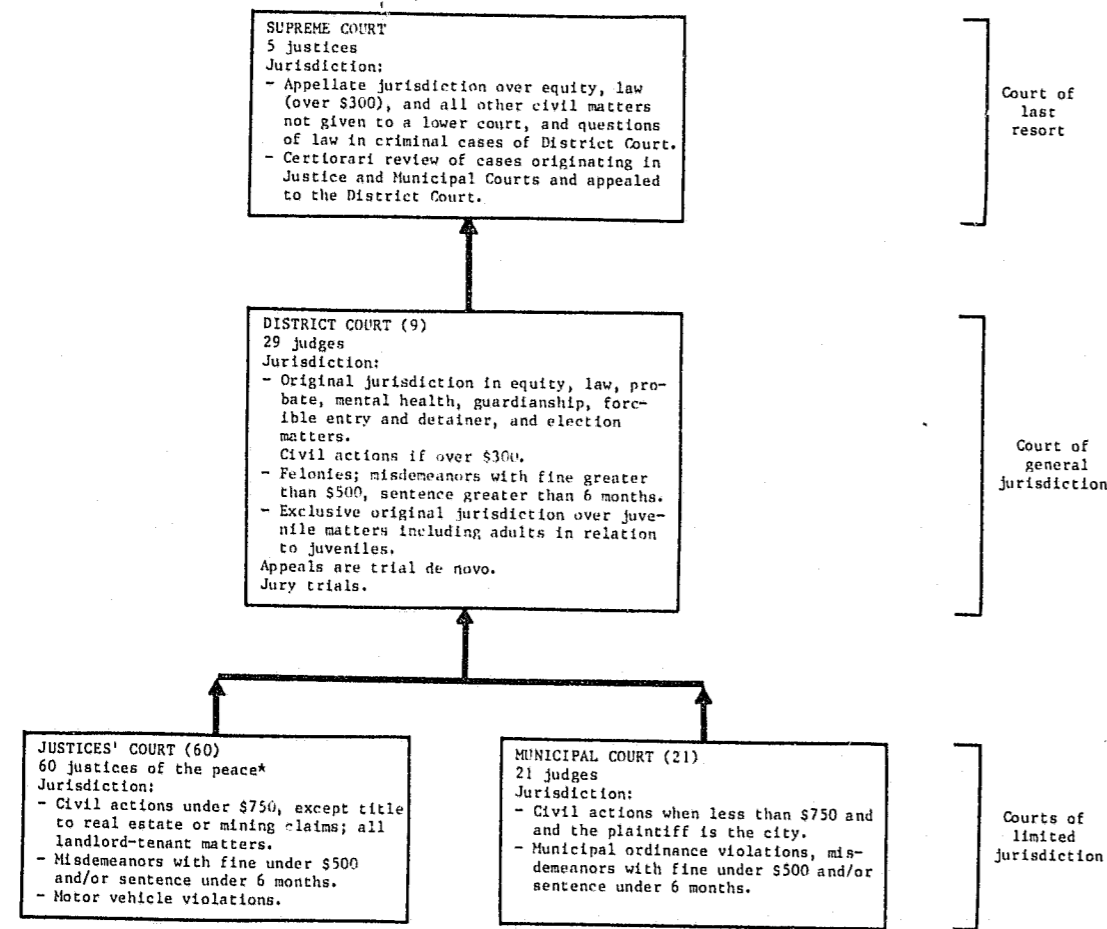 SUPREME COURT
5 justices
Jurisdiction:
- Appellate jurisdiction over equity, law
(over $300), and all other civil matters
not given to a lower court, and questions
of law in criminal cases of District Court.
- Certiorari review of cases originating in
Justice and Municipal Courts and appealed
to the District Court.
Court of
last
resort
DISTRICT COURT (9)
29 judges
Jurisdiction:
- Original jurisdiction in equity, law, pro-
bate, mental health, guardianship, forc-
ible entry and detainer, and election
matters.
Civil actions if over $300.
- Felonies; misdemeanors with fine greater
than $500, sentence greater than 6 months.
- Exclusive original jurisdiction over juve-
nile matters including adults in relation
to juveniles.
Appeals are trial de novo.
Jury trials.
Court of
general
jurisdiction
JUSTICES' COURT (60)
60 justices of the peace*
Jurisdiction:
- Civil actions under $750, except title
to real estate or mining claims; all
landlord-tenant matters.
- Misdemeanors with fine under $500
and/or sentence under 6 months.
- Motor vehicle violations.
MUNICIPAL COURT (21)
21 judges
Jurisdiction:
- Civil actions when less than $750 and
and the plaintiff is the city.
- Municipal ordinance violations, mis-
demeanors with fine under $500 and/or
sentence under 6 months.
Courts of
limited
jurisdiction